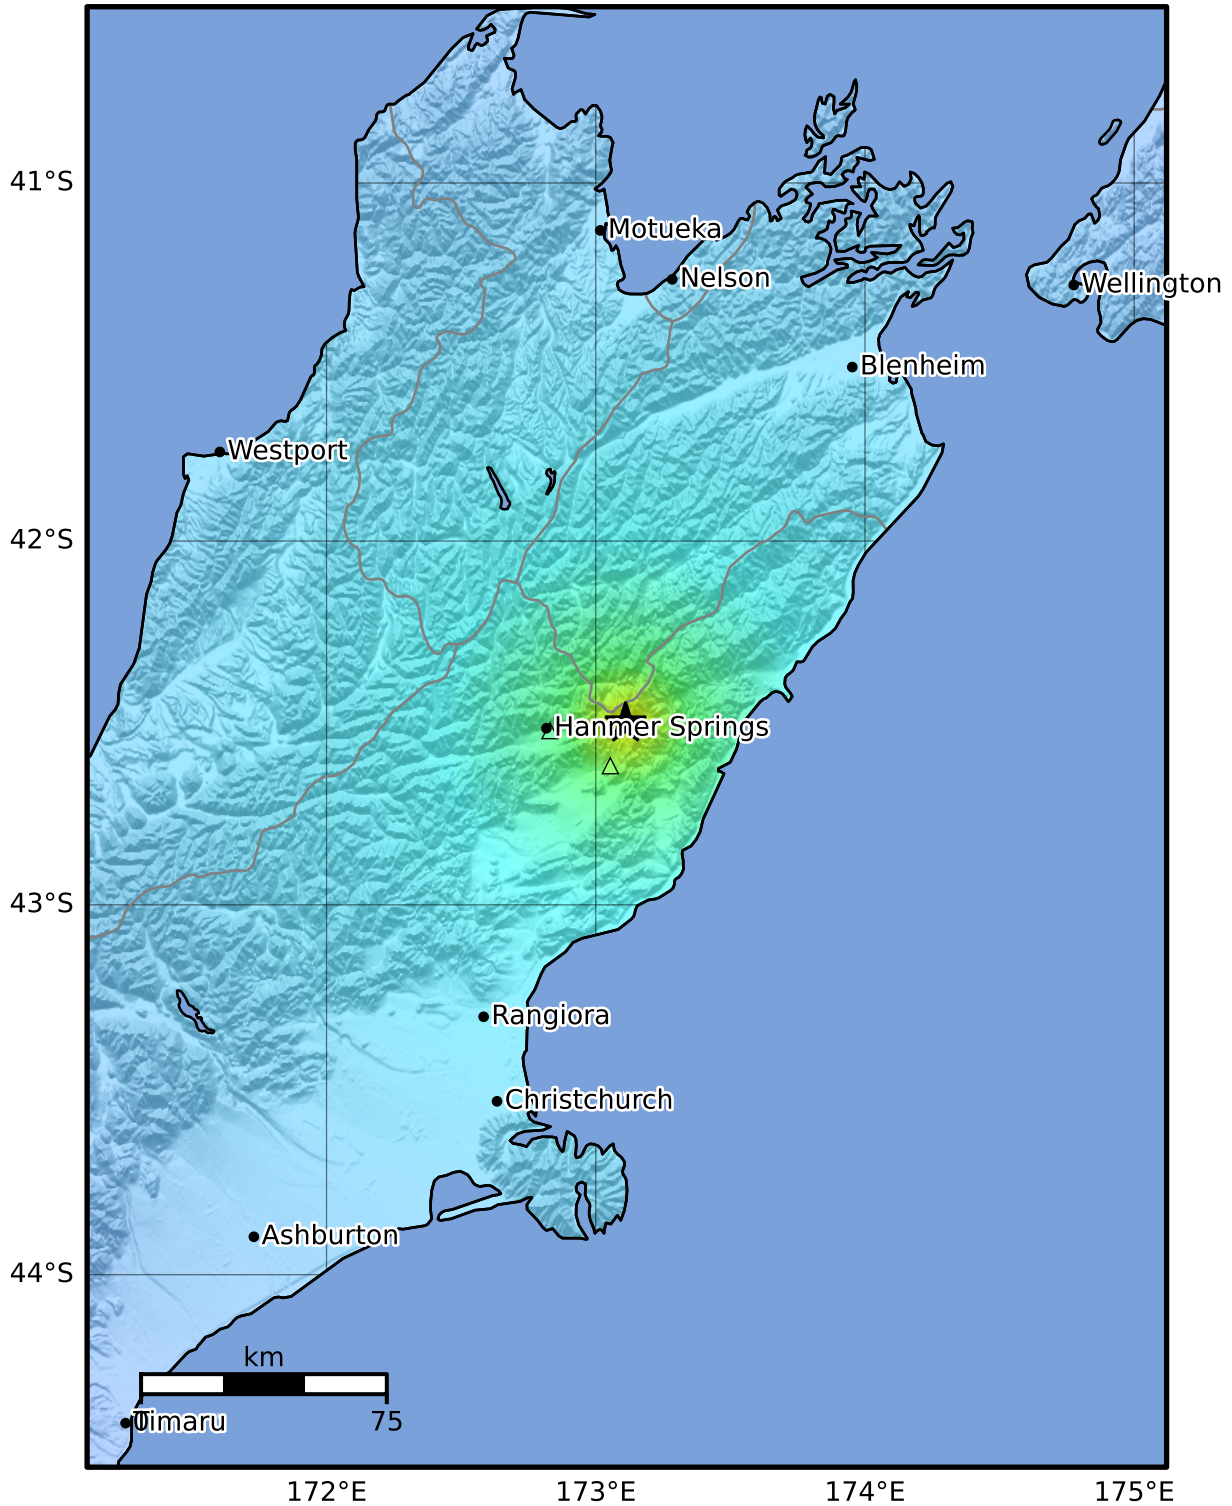 41°S
Motueka
Nelson
Wellington
Blenheim
Westport
42°S
Hanmer Springs
43°S
Rangiora
Christchurch
Ashburton
44°S
km
0
75
Timaru
172°E
173°E
174°E
175°E